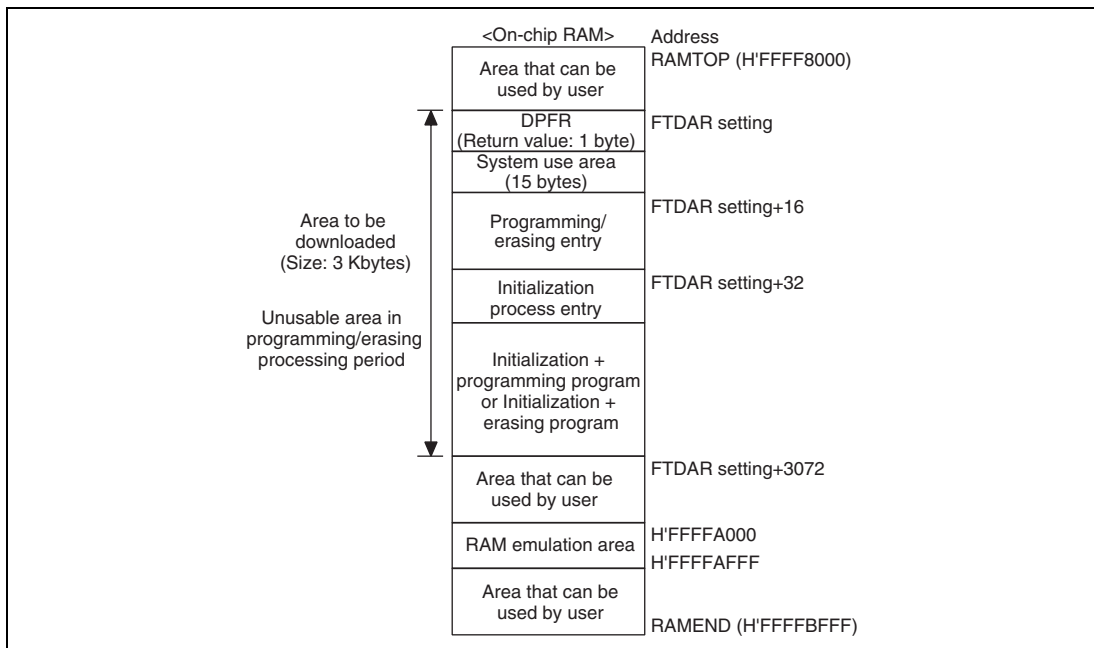 <On-chip RAM>
Address
RAMTOP (H'FFFF8000)
Area that can be
used by user
DPFR
(Return value: 1 byte)
FTDAR setting
System use area
(15 bytes)
Programming/
erasing entry
FTDAR setting+16
Area to be
downloaded
(Size: 3 Kbytes)
Initialization
process entry
FTDAR setting+32
Unusable area in
programming/erasing
processing period
Initialization +
programming program
or Initialization +
erasing program
Area that can be
used by user
FTDAR setting+3072
RAM emulation area
H'FFFFA000
H'FFFFAFFF
Area that can be
used by user
RAMEND (H'FFFFBFFF)